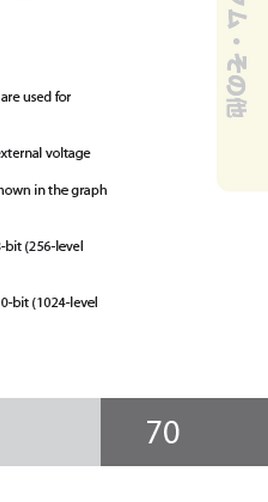 ム・その他
are used for
xternal voltage
hown in the graph
-bit (256-level
0-bit (1024-level
70